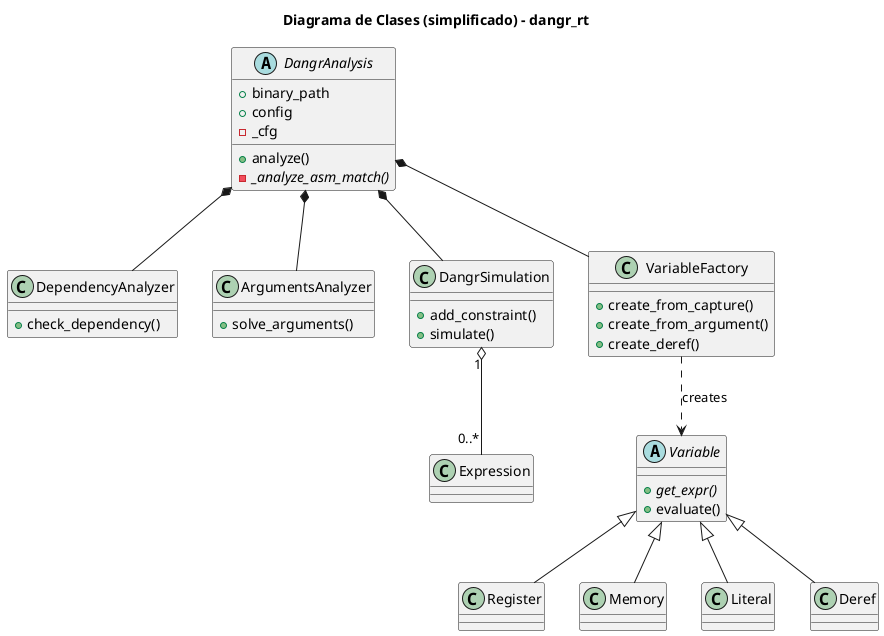 Diagrama de Clases (simplificado) - dangr_rt
A DangrAnalysis
binary_path
config
_cfg
analyze()
_analyze_asm_match()
C DependencyAnalyzer
check_dependency()
C ArgumentsAnalyzer
solve_arguments()
C DangrSimulation
add_constraint()
simulate()
C VariableFactory
create_from_capture()
create_from_argument()
create_deref()
1
0..*
creates
C Expression
A Variable
get_expr()
evaluate()
C Register
C Memory
C Literal
C Deref